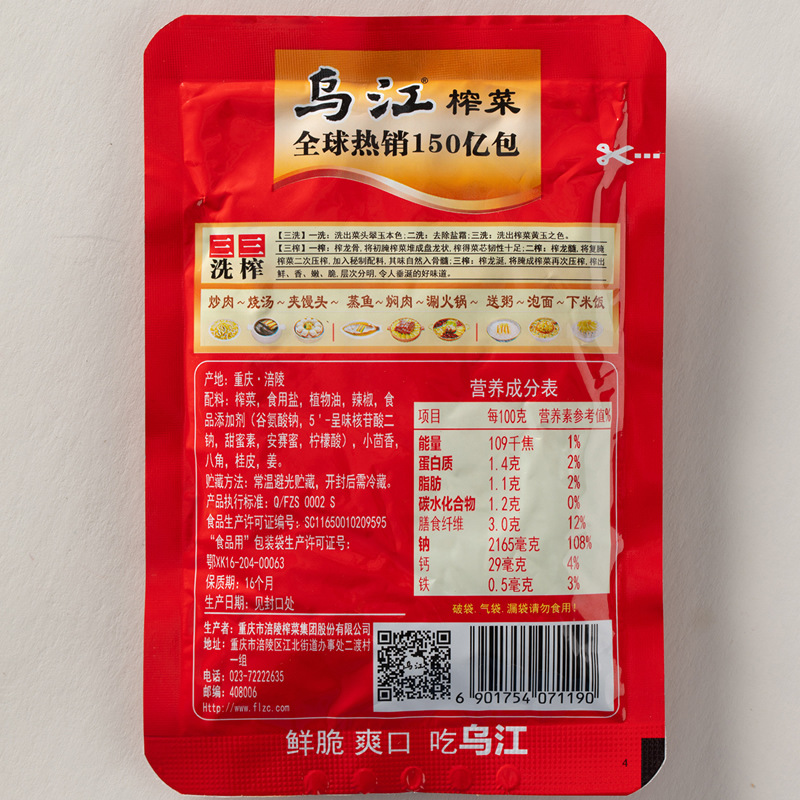 乌江® 榨菜
全球热销150亿包
三三
洗榨
【三洗】一洗：洗出菜头翠玉本色；二洗：去除盐霜；三洗：洗出榨菜黄玉之色。
【三榨】一榨：榨龙骨，将初腌榨菜堆成盘龙状，榨得菜芯韧性十足；二榨：榨龙髓，将复腌
榨菜二次压榨，加入秘制配料，其味自然入骨髓；三榨：榨龙涎，将腌成榨菜再次压榨，榨出
鲜、香、嫩、脆，层次分明，令人垂涎的好味道。
炒肉～烧汤～夹馒头～ 蒸鱼～焖肉～涮火锅～ 送粥～泡面～下米饭
产地：重庆·涪陵
配料：榨菜，食用盐，植物油，辣椒，食
品添加剂（谷氨酸钠，5'-呈味核苷酸二
钠，甜蜜素，安赛蜜，柠檬酸），小茴香，
八角，桂皮，姜。
贮藏方法：常温避光贮藏，开封后需冷藏。
产品执行标准：Q/FZS 0002 S
食品生产许可证编号：SC11650010209595
“食品用”包装袋生产许可证号：
鄂XK16-204-00063
保质期：16个月
生产日期：见封口处
营养成分表
项目 每100克 营养素参考值%
能量 109千焦 1%
蛋白质 1.4克 2%
脂肪 1.1克 2%
碳水化合物 1.2克 0%
膳食纤维 3.0克 12%
钠 2165毫克 108%
钙 29毫克 4%
铁 0.5毫克 3%
破袋、气袋、漏袋请勿食用！
生产者：重庆市涪陵榨菜集团股份有限公司
地址：重庆市涪陵区江北街道办事处二渡村
一组
电话：023-72222635
邮编：408006
Http://www.flzc.com
乌江
6 901754 071190
鲜脆 爽口 吃乌江
4